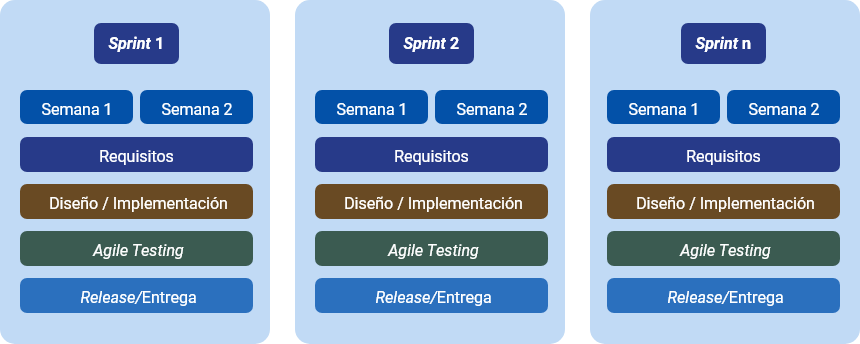 Sprint 1
Semana 1
Semana 2
Requisitos
Diseño / Implementación
Agile Testing
Release/Entrega
Sprint 2
Semana 1
Semana 2
Requisitos
Diseño / Implementación
Agile Testing
Release/Entrega
Sprint n
Semana 1
Semana 2
Requisitos
Diseño / Implementación
Agile Testing
Release/Entrega